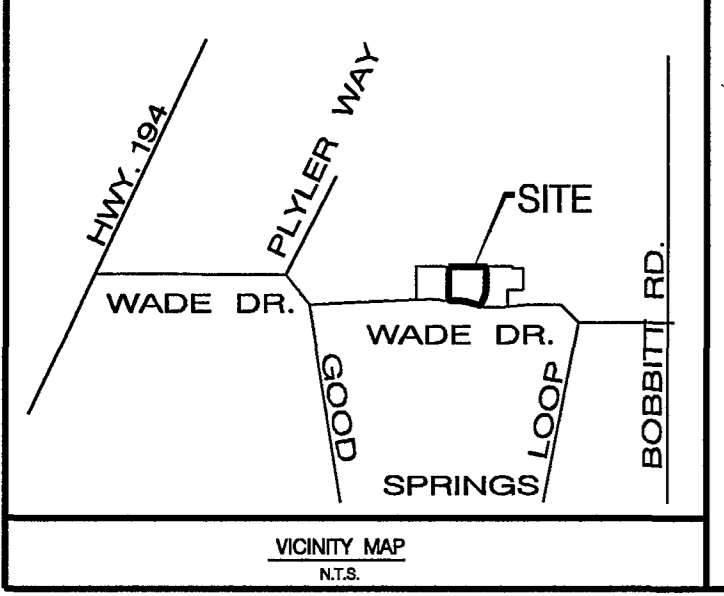 HWY. 194
PLYLER WAY
SITE
WADE DR.
WADE DR.
GOOD
LOOP
SPRINGS
BOBBITT RD.
VICINITY MAP
N.T.S.